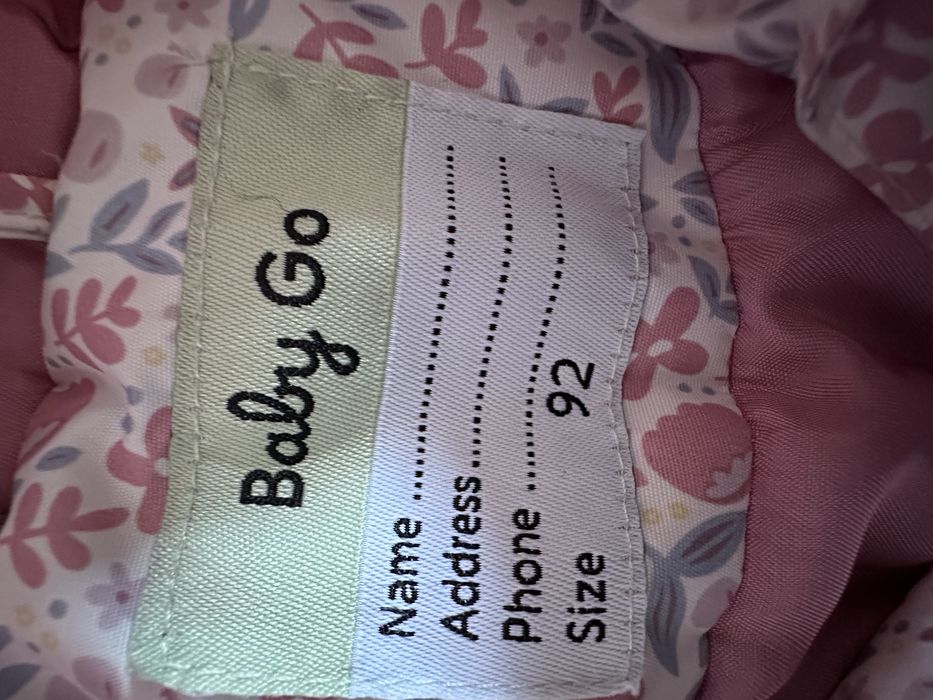 Baby Go
Name ........................................
Address ...................................
Phone .....................................
Size 92